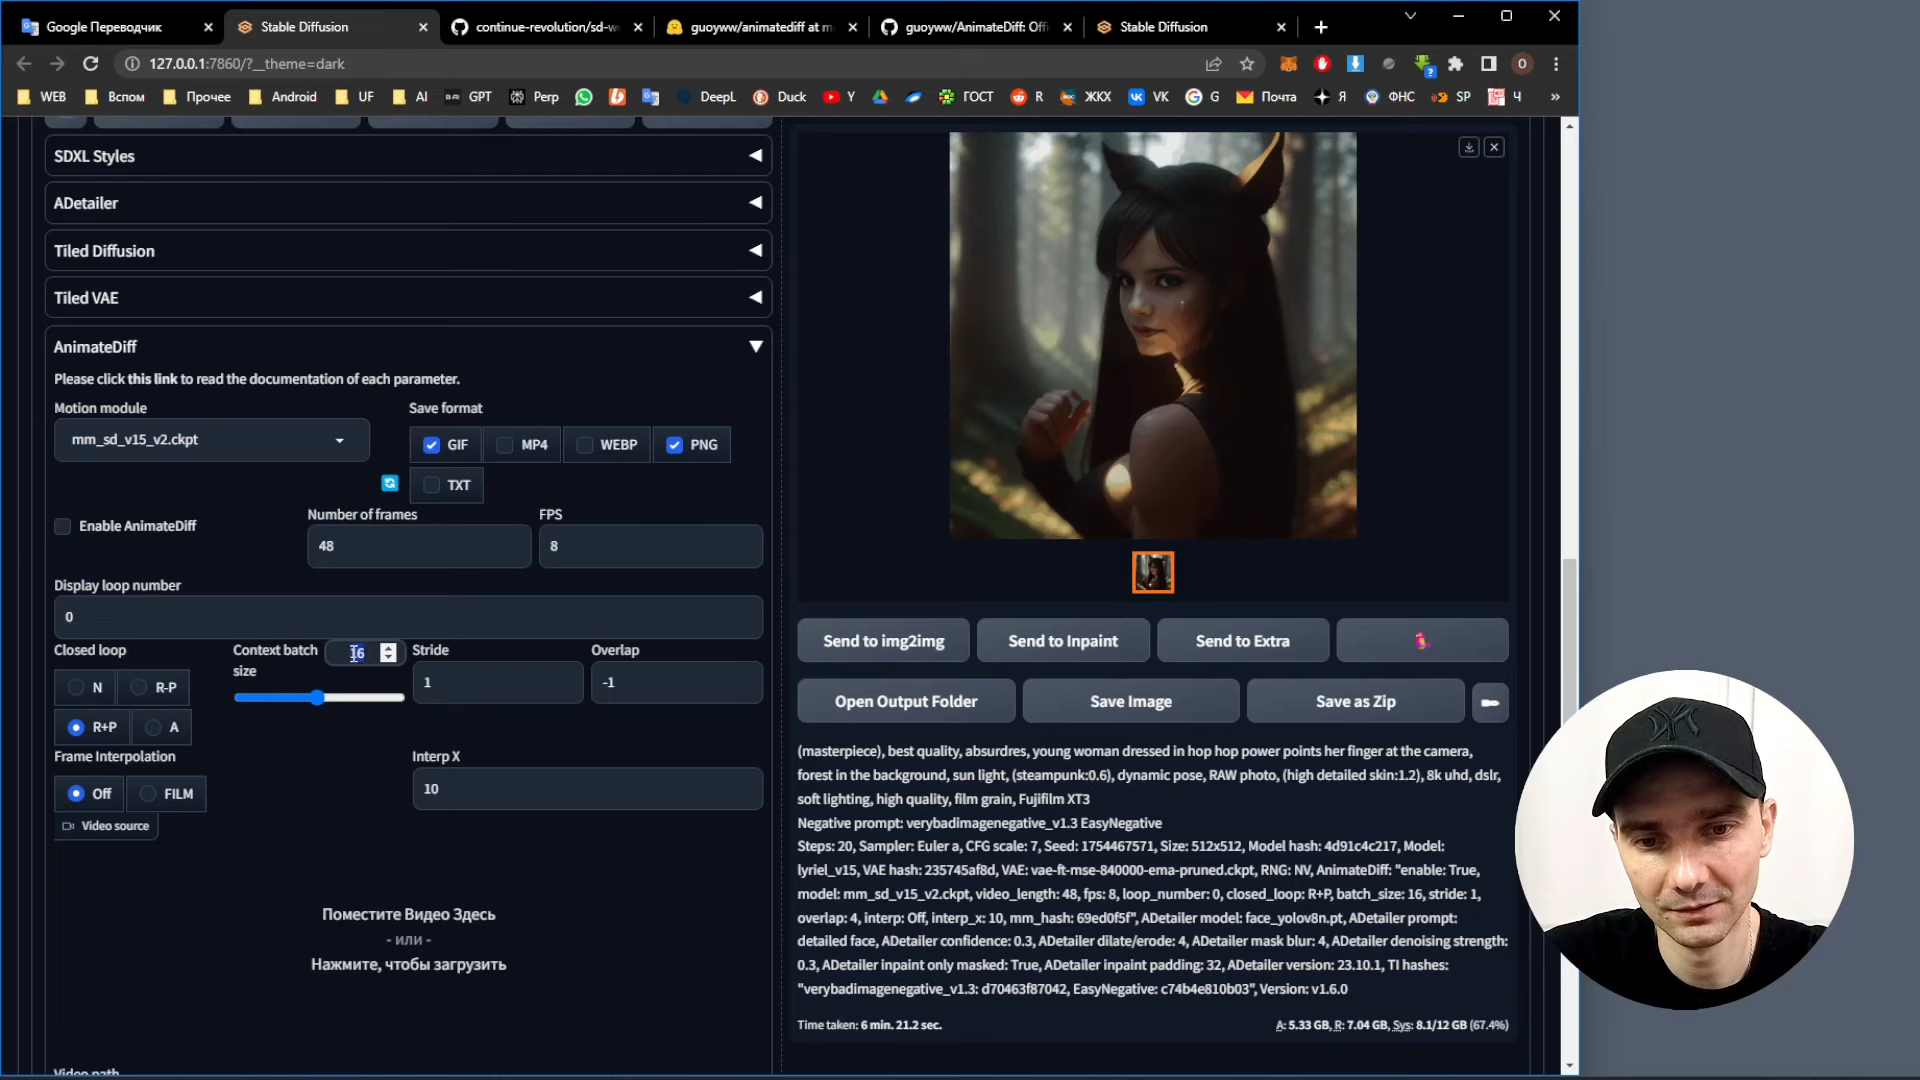 Google Переводчик
Stable Diffusion
continue-revolution/sd-w
guoyww/animatediff at m
guoyww/AnimateDiff: Offi
Stable Diffusion
127.0.0.1:7860/?__theme=dark
WEB
Вспом
Прочее
Android
UF
AI
GPT
Perp
DeepL
Duck
Y
ГОСТ
R
ЖКХ
VK
G
Почта
Я
ФНС
SP
Ч
SDXL Styles
ADetailer
Tiled Diffusion
Tiled VAE
AnimateDiff
Please click this link to read the documentation of each parameter.
Motion module
Save format
mm_sd_v15_v2.ckpt
GIF
MP4
WEBP
PNG
TXT
Enable AnimateDiff
Number of frames
FPS
48
8
Display loop number
0
Closed loop
Context batch size
16
Stride
Overlap
N
R-P
1
-1
R+P
A
Frame Interpolation
Interp X
Off
FILM
10
Video source
Поместите Видео Здесь
- или -
Нажмите, чтобы загрузить
Video path
Send to img2img
Send to Inpaint
Send to Extra
Open Output Folder
Save Image
Save as Zip
(masterpiece), best quality, absurdres, young woman dressed in hop hop power points her finger at the camera,
forest in the background, sun light, (steampunk:0.6), dynamic pose, RAW photo, (high detailed skin:1.2), 8k uhd, dslr,
soft lighting, high quality, film grain, Fujifilm XT3
Negative prompt: verybadimagenegative_v1.3 EasyNegative
Steps: 20, Sampler: Euler a, CFG scale: 7, Seed: 1754467571, Size: 512x512, Model hash: 4d91c4c217, Model:
lyriel_v15, VAE hash: 235745af8d, VAE: vae-ft-mse-840000-ema-pruned.ckpt, RNG: NV, AnimateDiff: "enable: True,
model: mm_sd_v15_v2.ckpt, video_length: 48, fps: 8, loop_number: 0, closed_loop: R+P, batch_size: 16, stride: 1,
overlap: 4, interp: Off, interp_x: 10, mm_hash: 69ed0f5f", ADetailer model: face_yolov8n.pt, ADetailer prompt:
detailed face, ADetailer confidence: 0.3, ADetailer dilate/erode: 4, ADetailer mask blur: 4, ADetailer denoising strength:
0.3, ADetailer inpaint only masked: True, ADetailer inpaint padding: 32, ADetailer version: 23.10.1, TI hashes:
"verybadimagenegative_v1.3: d70463f87042, EasyNegative: c74b4e810b03", Version: v1.6.0
Time taken: 6 min. 21.2 sec.
A: 5.33 GB, R: 7.04 GB, Sys: 8.1/12 GB (67.4%)